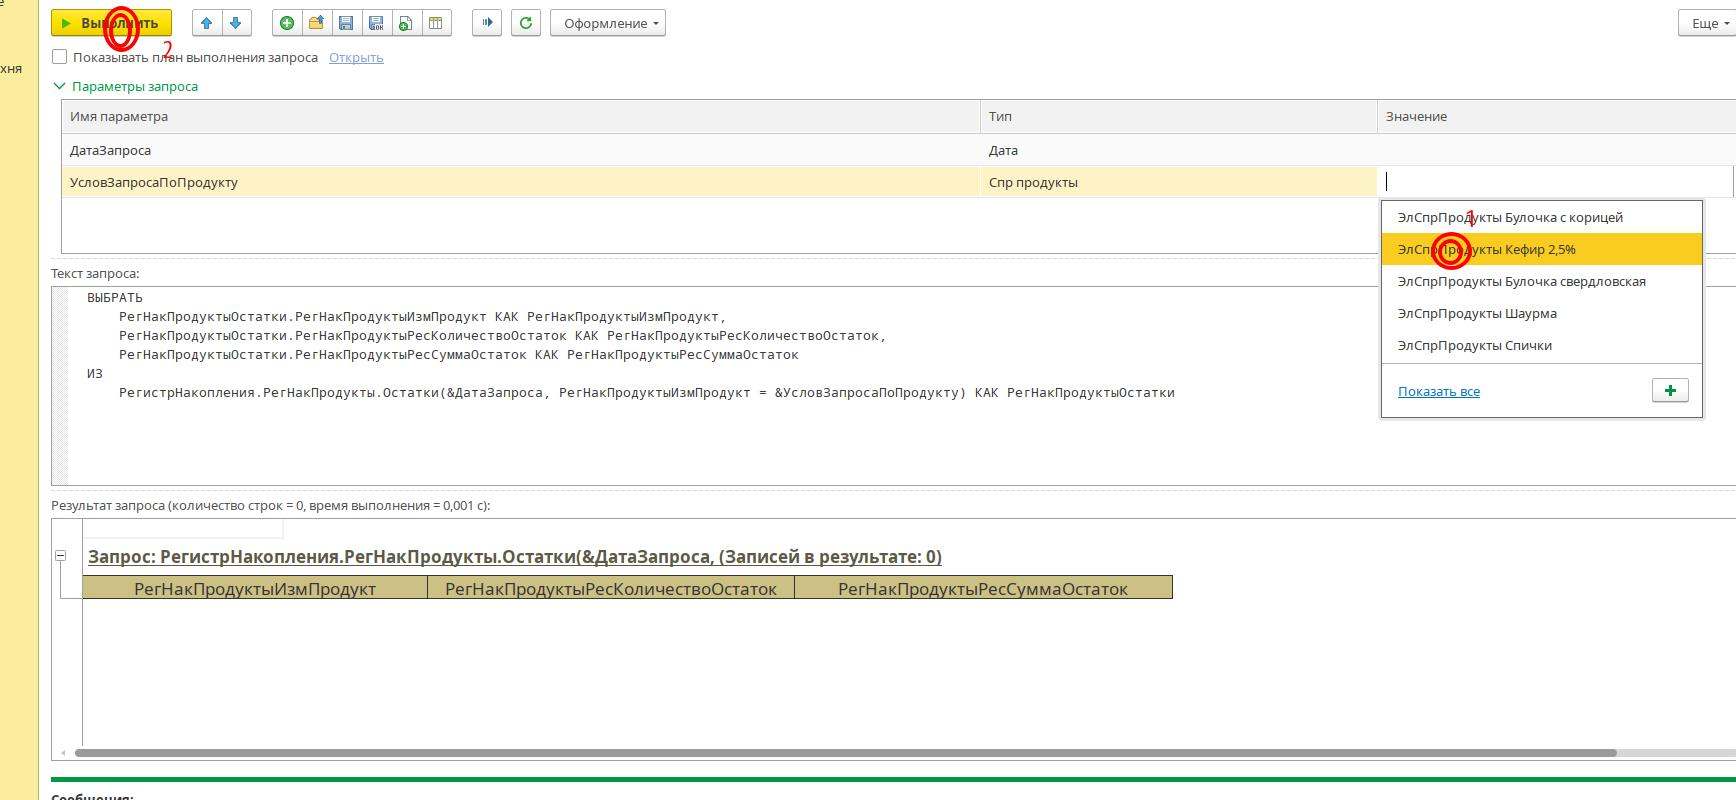 Выполнить
Оформление
Еще
2
Показывать план выполнения запроса Открыть
хня
Параметры запроса
Имя параметра Тип Значение
ДатаЗапроса Дата
УсловЗапросаПоПродукту Спр продукты
ЭлСпрПродукты Булочка с корицей
1
ЭлСпрПродукты Кефир 2,5%
ЭлСпрПродукты Булочка свердловская
ЭлСпрПродукты Шаурма
ЭлСпрПродукты Спички
Показать все
Текст запроса:
ВЫБРАТЬ
РегНакПродуктыОстатки.РегНакПродуктыИзмПродукт КАК РегНакПродуктыИзмПродукт,
РегНакПродуктыОстатки.РегНакПродуктыРесКоличествоОстаток КАК РегНакПродуктыРесКоличествоОстаток,
РегНакПродуктыОстатки.РегНакПродуктыРесСуммаОстаток КАК РегНакПродуктыРесСуммаОстаток
ИЗ
РегистрНакопления.РегНакПродукты.Остатки(&ДатаЗапроса, РегНакПродуктыИзмПродукт = &УсловЗапросаПоПродукту) КАК РегНакПродуктыОстатки
Результат запроса (количество строк = 0, время выполнения = 0,001 с):
Запрос: РегистрНакопления.РегНакПродукты.Остатки(&ДатаЗапроса, (Записей в результате: 0)
РегНакПродуктыИзмПродукт РегНакПродуктыРесКоличествоОстаток РегНакПродуктыРесСуммаОстаток
Сообщения: